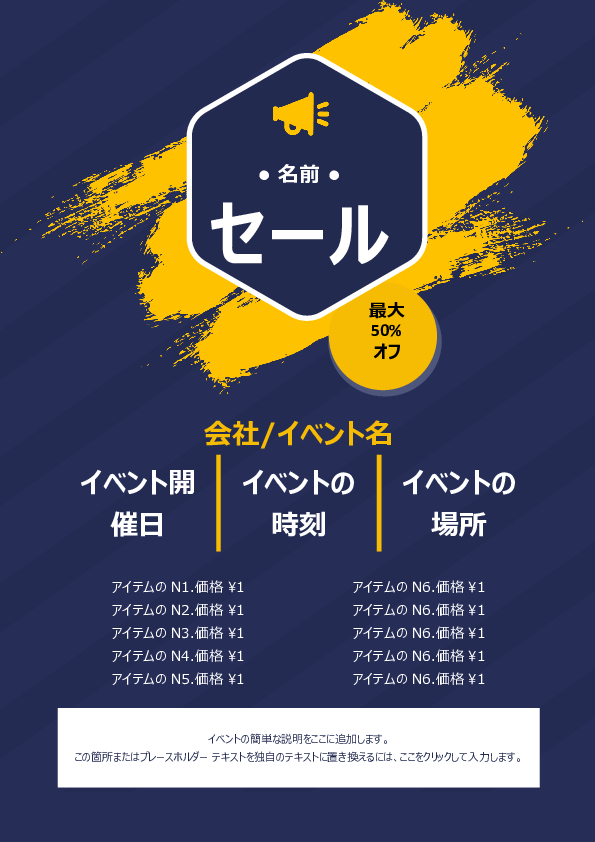 ● 名前 ●
セール
最大
50%
オフ
会社/イベント名
イベント開
催日
イベントの
時刻
イベントの
場所
アイテムの N1.価格 ¥1
アイテムの N2.価格 ¥1
アイテムの N3.価格 ¥1
アイテムの N4.価格 ¥1
アイテムの N5.価格 ¥1
アイテムの N6.価格 ¥1
アイテムの N6.価格 ¥1
アイテムの N6.価格 ¥1
アイテムの N6.価格 ¥1
アイテムの N6.価格 ¥1
イベントの簡単な説明をここに追加します。
この箇所またはプレースホルダー テキストを独自のテキストに置き換えるには、ここをクリックして入力します。